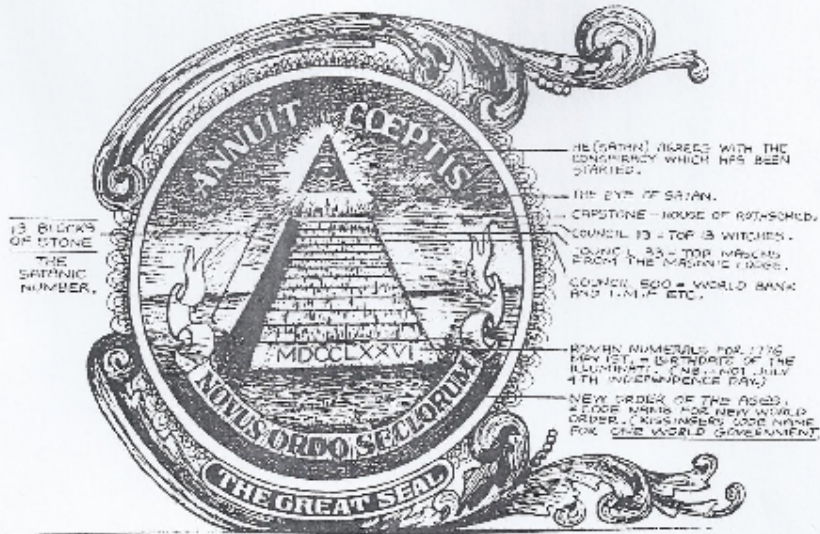 ANNUIT CŒPTIS
HE (SATAN) AGREES WITH THE
CONSPIRACY WHICH HAS BEEN
STARTED.
THE EYE OF SATAN.
CAPSTONE - HOUSE OF ROTHSCHILD.
COUNCIL 13 - TOP 13 WITCHES.
COUNCIL 33 - TOP MASONS
FROM THE MASONIC LODGE.
COUNCIL 500 = WORLD BANK
AND I.M.F ETC.
13 BLOCKS
OF STONE
THE
SATANIC
NUMBER.
MDCCLXXVI
ROMAN NUMERALS FOR 1776
MAY 1ST. = BIRTHDATE OF THE
ILLUMINATI. (NB - NOT JULY
4TH INDEPENDENCE DAY)
NEW ORDER OF THE AGES.
CODE NAME FOR NEW WORLD
ORDER. (KISSINGERS CODE NAME
FOR ONE WORLD GOVERNMENT
NOVUS ORDO SECLORUM
THE GREAT SEAL